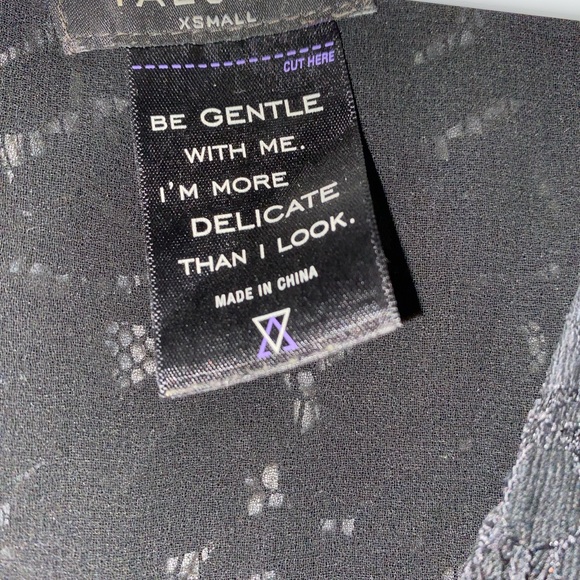 XSMALL
CUT HERE
BE GENTLE
WITH ME.
I'M MORE
DELICATE
THAN I LOOK.
MADE IN CHINA